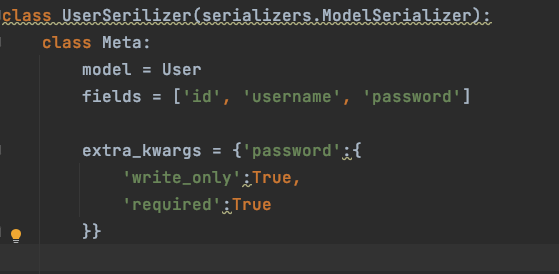 class UserSerilizer(serializers.ModelSerializer):
    class Meta:
        model = User
        fields = ['id', 'username', 'password']

        extra_kwargs = {'password':{
            'write_only':True,
            'required':True
        }}